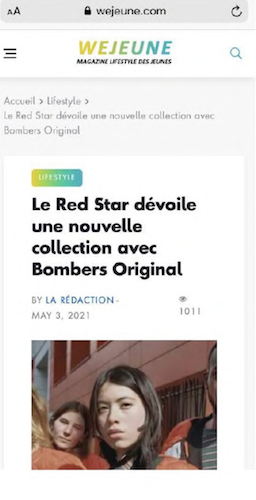 AA wejeune.com
WEJEUNE
MAGAZINE LIFESTYLE DES JEUNES
Accueil > Lifestyle >
Le Red Star dévoile une nouvelle collection avec
Bombers Original
LIFESTYLE
Le Red Star dévoile
une nouvelle
collection avec
Bombers Original
BY LA RÉDACTION -
MAY 3, 2021
1011